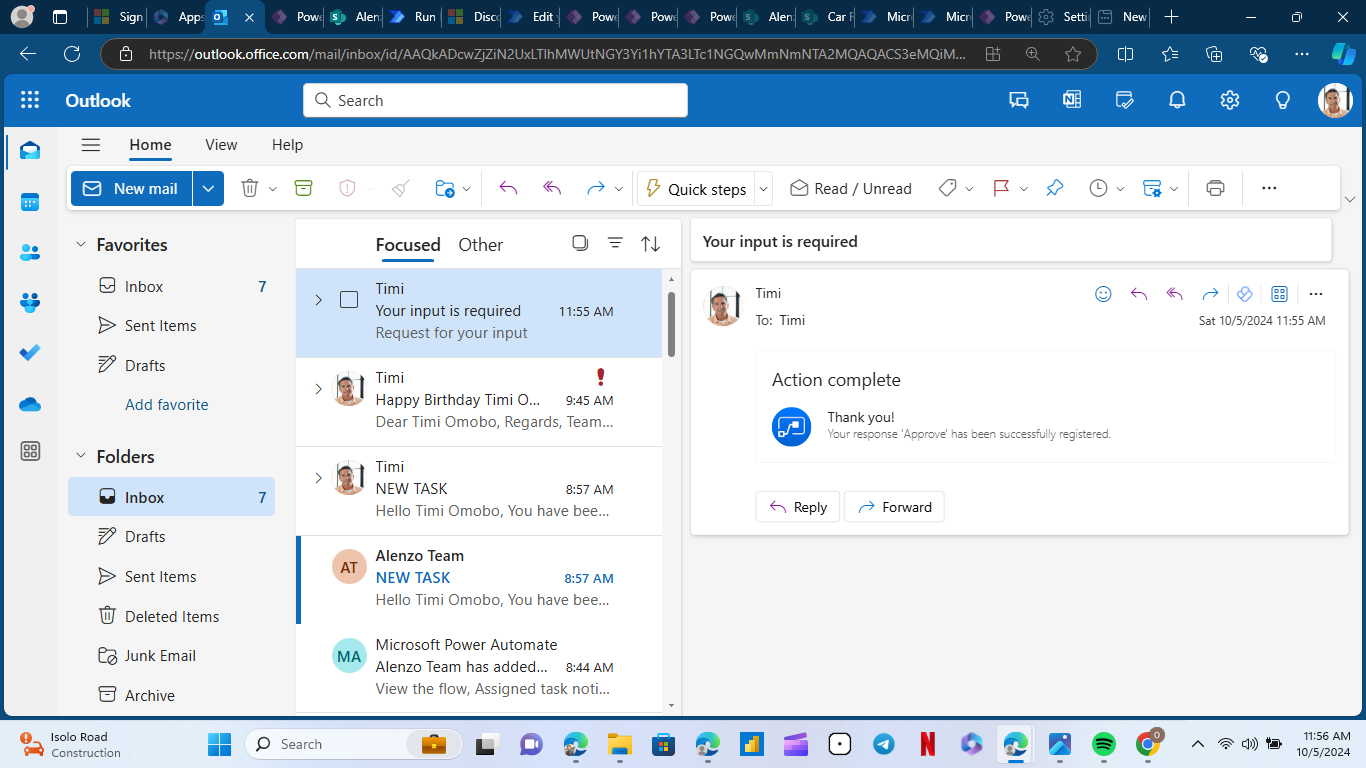 Sign
Apps
Powe
Alen
Run
Disco
Edit
Powe
Powe
Powe
Alen
Car F
Micr
Micr
Powe
Setti
New
https://outlook.office.com/mail/inbox/id/AAQkADcwZjZiN2UxLTlhMWUtNGY3Yi1hYTA3LTc1NGQwMmNmNTA2MQAQACS3eMQiM...
Outlook
Search
Home
View
Help
New mail
Quick steps
Read / Unread
Favorites
Inbox 7
Sent Items
Drafts
Add favorite
Folders
Inbox 7
Drafts
Sent Items
Deleted Items
Junk Email
Archive
Focused Other
Timi
Your input is required 11:55 AM
Request for your input
Timi
Happy Birthday Timi O... 9:45 AM
Dear Timi Omobo, Regards, Team...
Timi
NEW TASK 8:57 AM
Hello Timi Omobo, You have bee...
AT
Alenzo Team
NEW TASK 8:57 AM
Hello Timi Omobo, You have bee...
MA
Microsoft Power Automate
Alenzo Team has added... 8:44 AM
View the flow, Assigned task noti...
Your input is required
Timi
To: Timi
Sat 10/5/2024 11:55 AM
Action complete
Thank you!
Your response 'Approve' has been successfully registered.
Reply
Forward
Isolo Road
Construction
Search
N
0
11:56 AM
10/5/2024